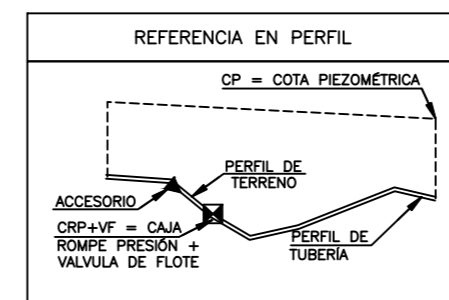 REFERENCIA EN PERFIL
CP = COTA PIEZOMÉTRICA
PERFIL DE
TERRENO
ACCESORIO
CRP+VF = CAJA
ROMPE PRESIÓN +
VALVULA DE FLOTE
PERFIL DE
TUBERÍA